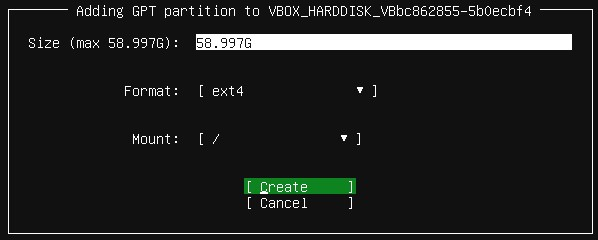 Adding GPT partition to VBOX_HARDDISK_VBbc862855-5b0ecbf4
Size (max 58.997G): 58.997G
Format: [ ext4 ▼ ]
Mount: [ / ▼ ]
[ Create ]
[ Cancel ]